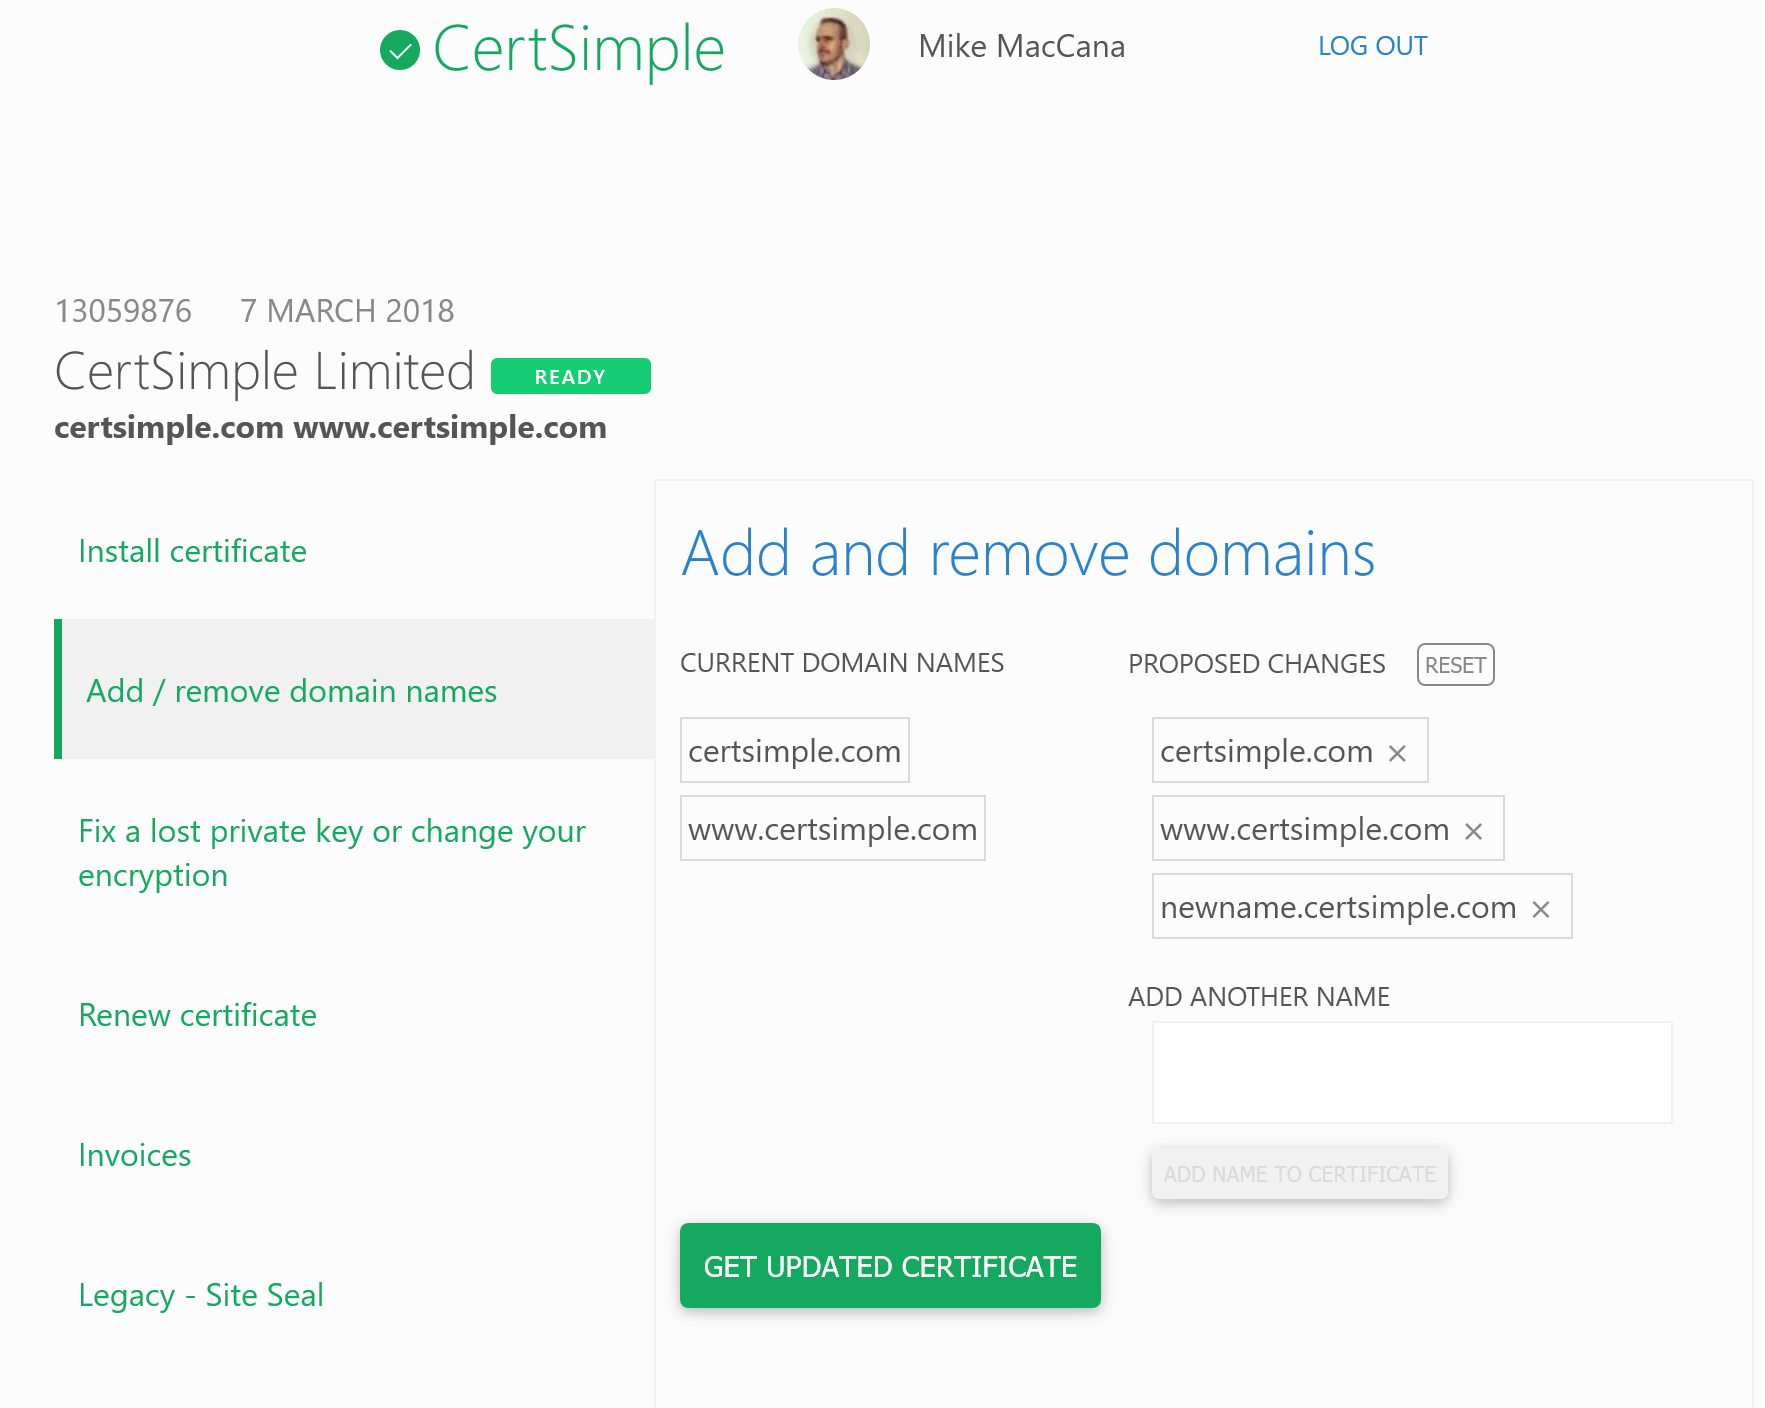 CertSimple
Mike MacCana
LOG OUT
13059876 7 MARCH 2018
CertSimple Limited READY
certsimple.com www.certsimple.com
Install certificate
Add / remove domain names
Fix a lost private key or change your
encryption
Renew certificate
Invoices
Legacy - Site Seal
Add and remove domains
CURRENT DOMAIN NAMES
certsimple.com
www.certsimple.com
PROPOSED CHANGES RESET
certsimple.com ×
www.certsimple.com ×
newname.certsimple.com ×
ADD ANOTHER NAME
ADD NAME TO CERTIFICATE
GET UPDATED CERTIFICATE